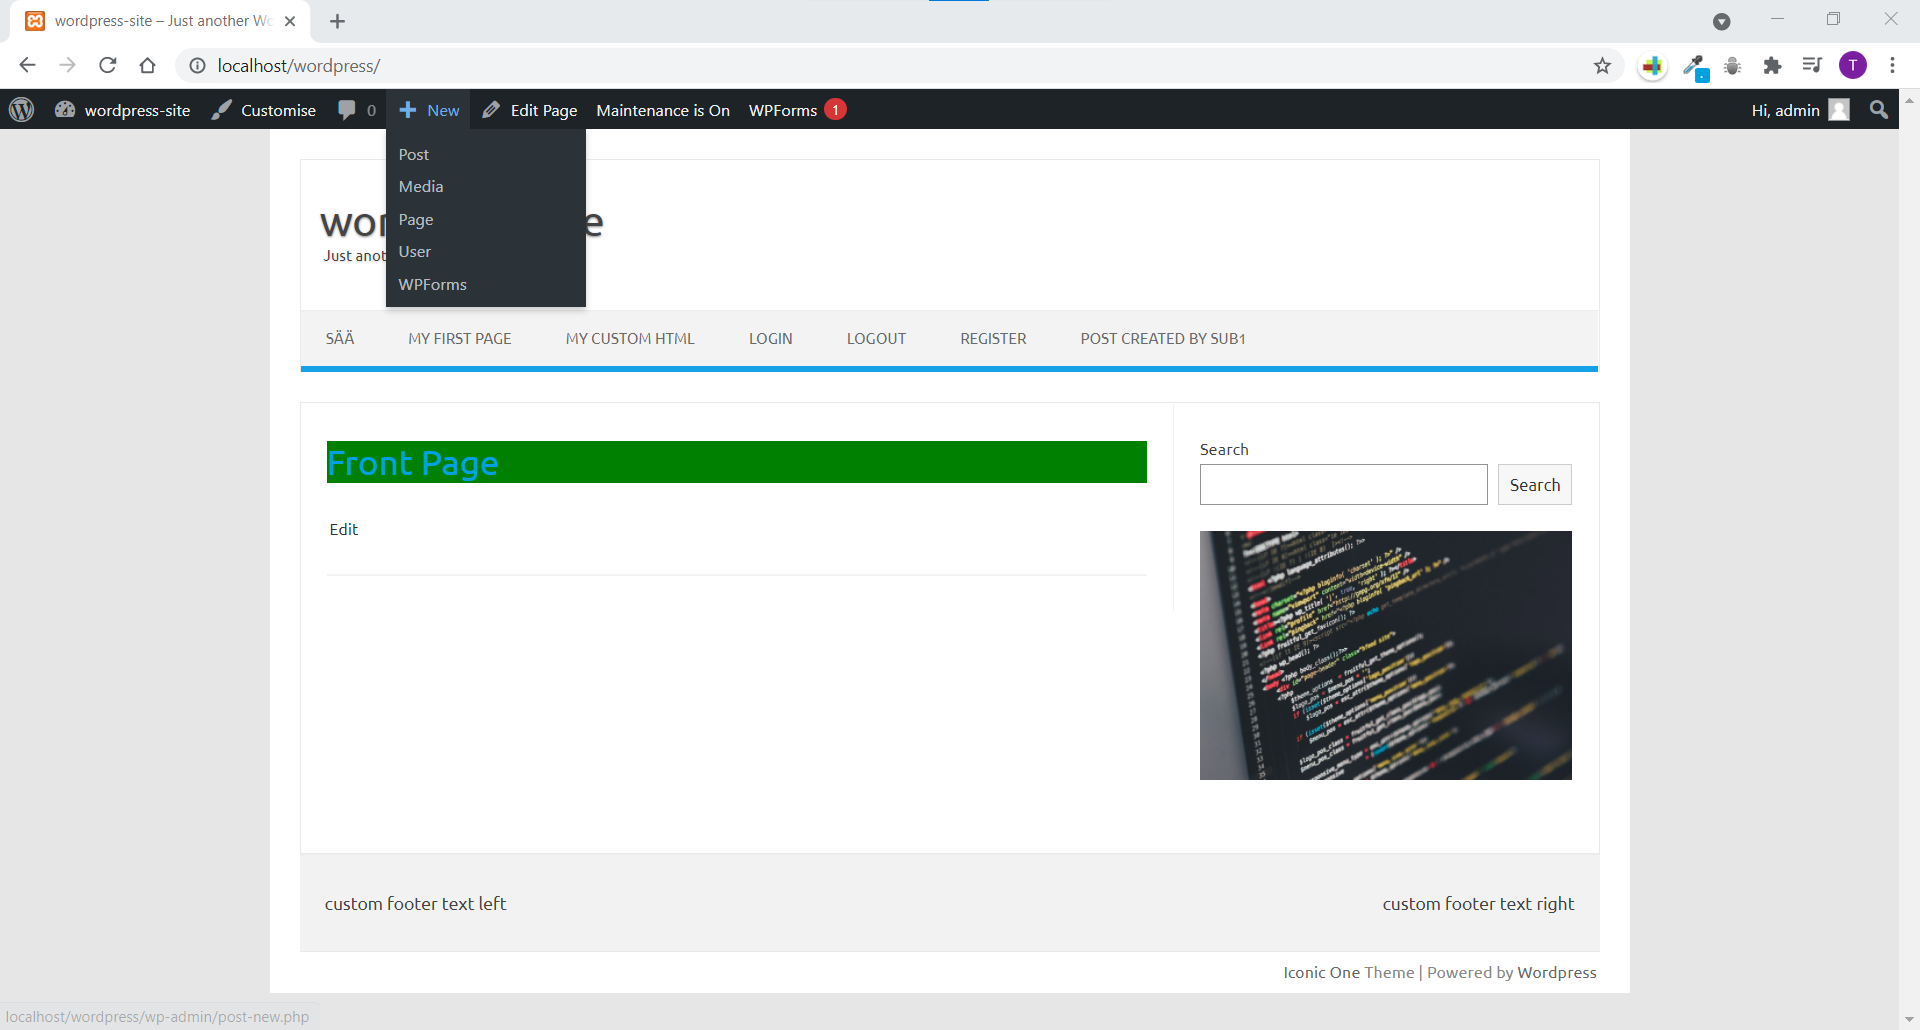 wordpress-site – Just another Wo
localhost/wordpress/
T
wordpress-site Customise 0 New Edit Page Maintenance is On WPForms 1 Hi, admin
Post
Media
Page
User
WPForms
wor e
Just anot
SÄÄ MY FIRST PAGE MY CUSTOM HTML LOGIN LOGOUT REGISTER POST CREATED BY SUB1
Front Page
Edit
Search
Search
custom footer text left
custom footer text right
Iconic One Theme | Powered by Wordpress
localhost/wordpress/wp-admin/post-new.php